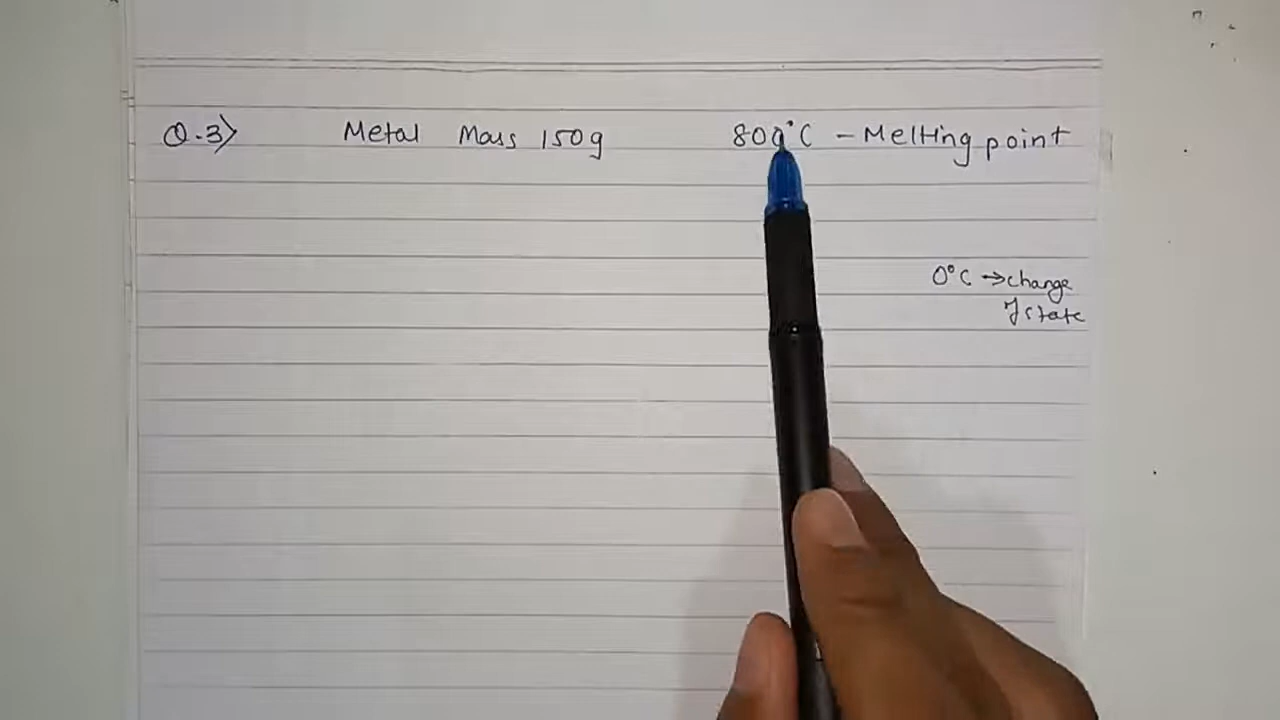 Q.3> Metal Mass 150g 800°C - Melting point
0°C → change
of state